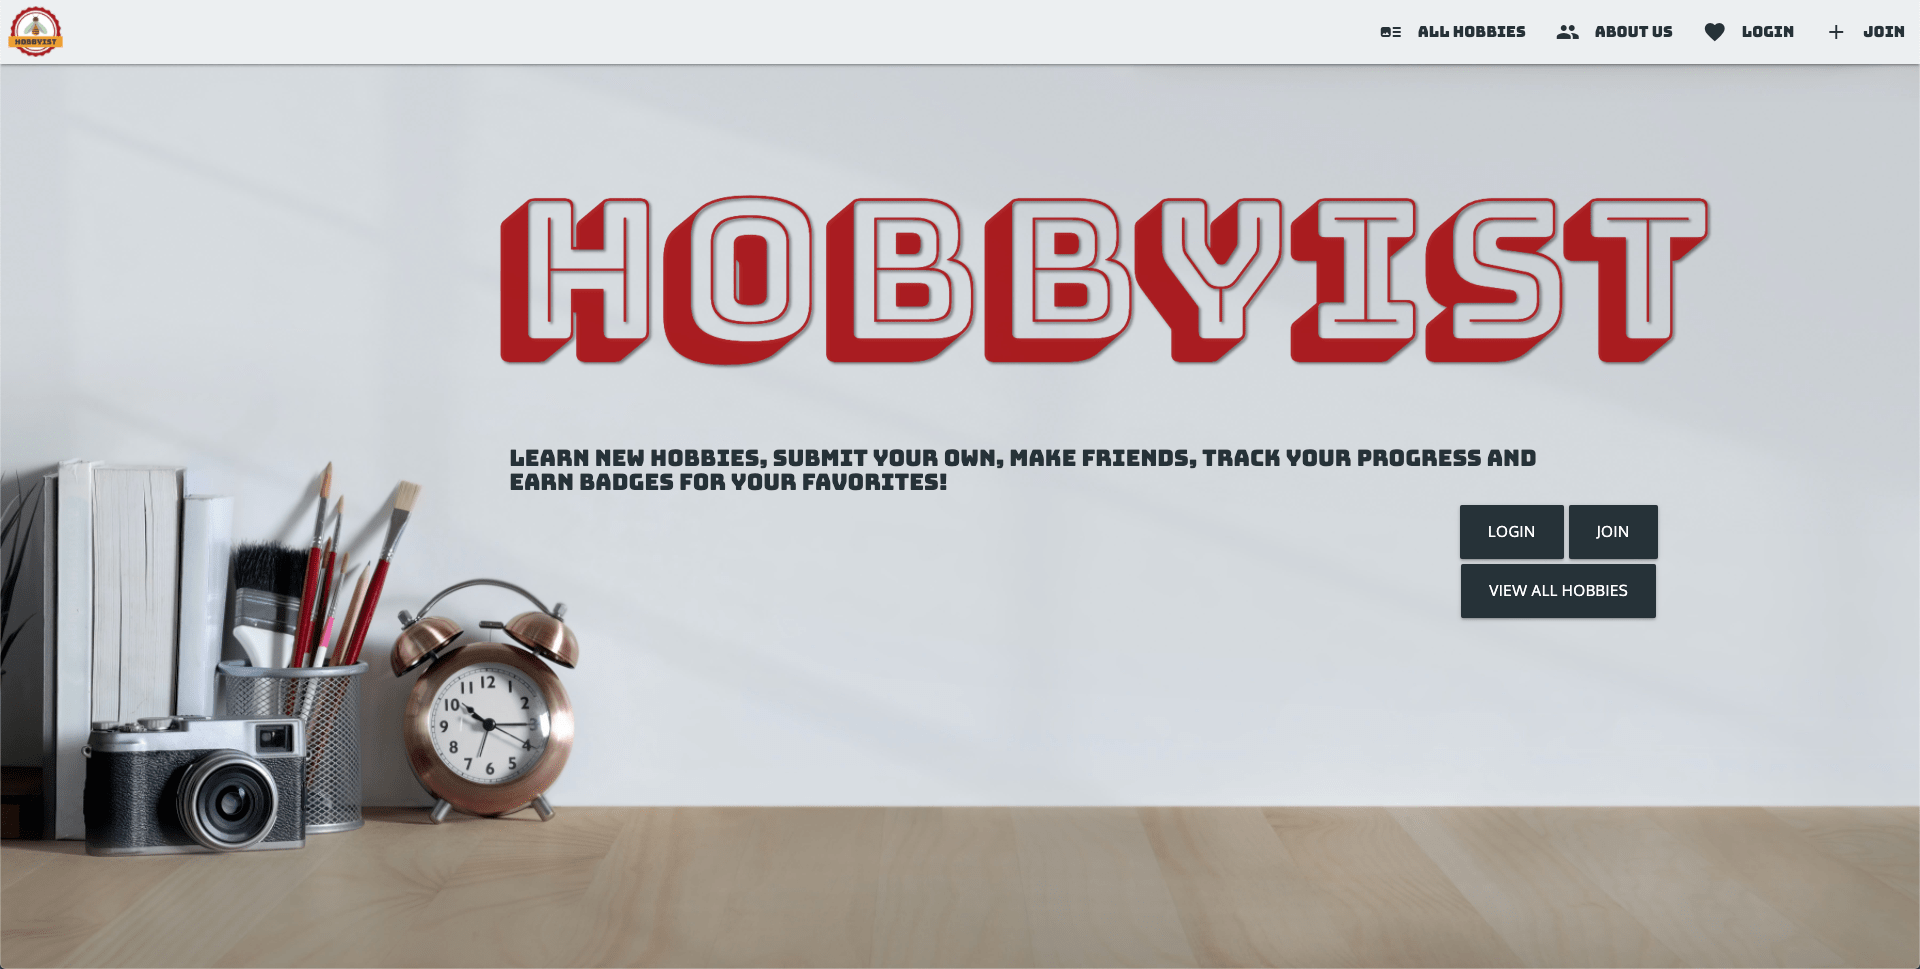 HOBBYIST
ALL HOBBIES
ABOUT US
LOGIN
JOIN
HOBBYIST
LEARN NEW HOBBIES, SUBMIT YOUR OWN, MAKE FRIENDS, TRACK YOUR PROGRESS AND
EARN BADGES FOR YOUR FAVORITES!
LOGIN
JOIN
VIEW ALL HOBBIES
12
11 1
10 2
9 3
8 4
7 5
6